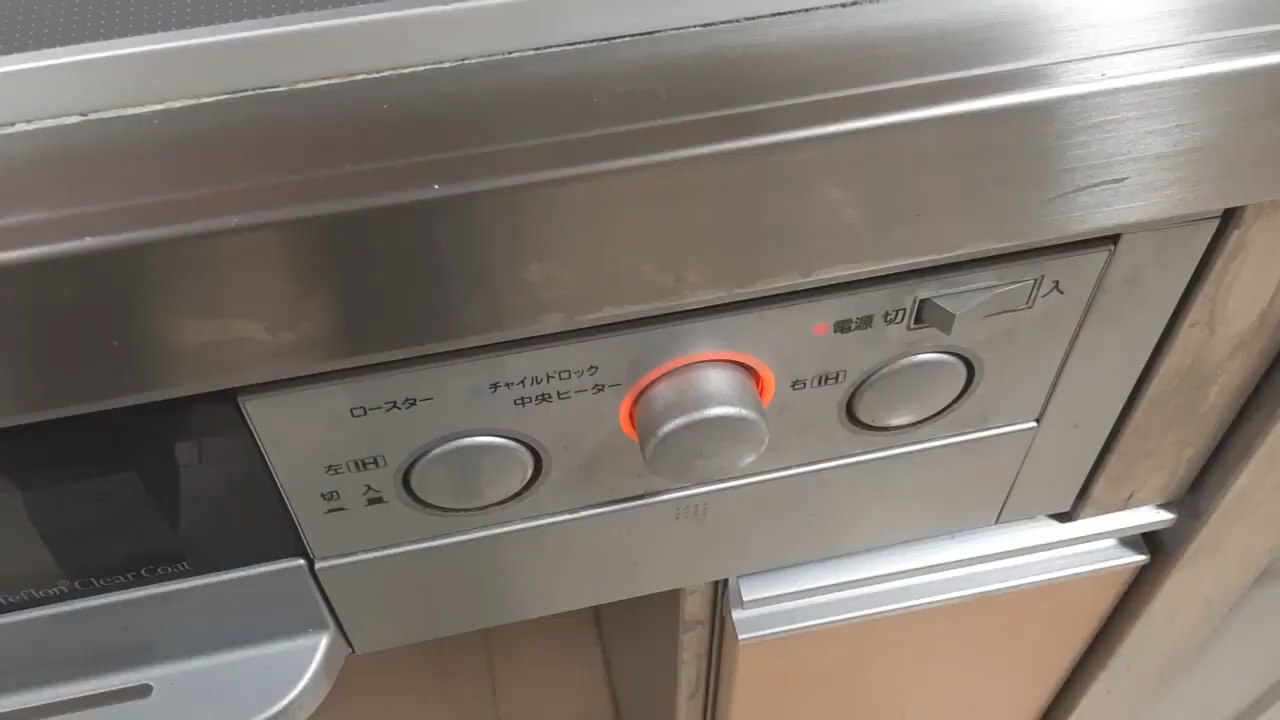 電源 切 入
チャイルドロック
中央ヒーター
右 IH
ロースター
左 IH
切 入
Teflon® Clear Coat